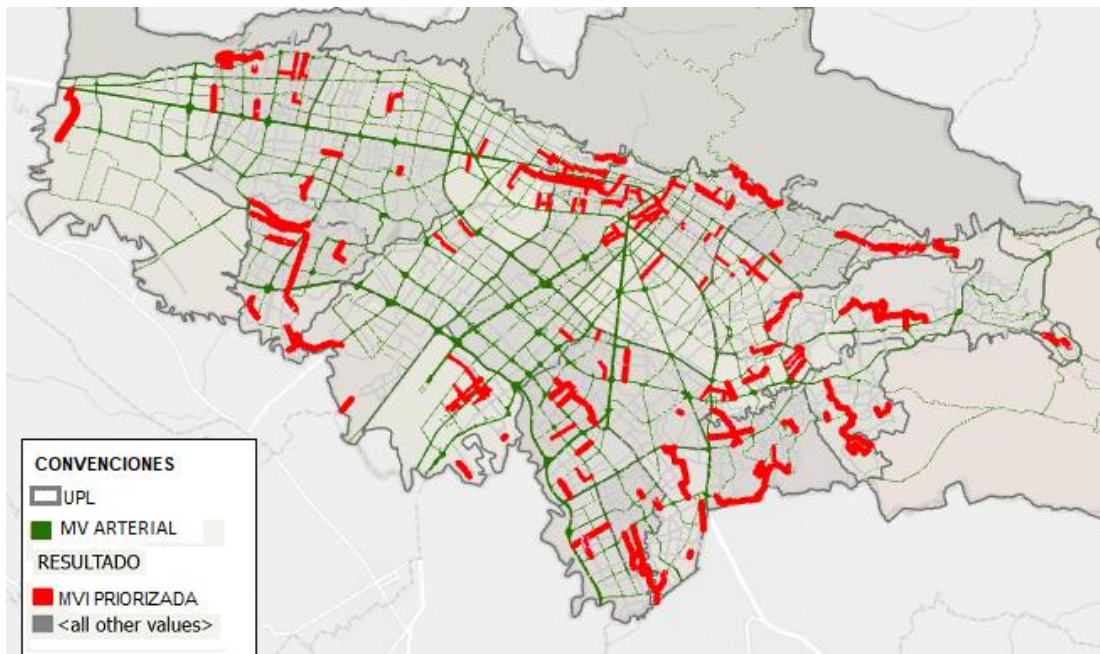 CONVENCIONES
UPL
MV ARTERIAL
RESULTADO
MVI PRIORIZADA
<all other values>